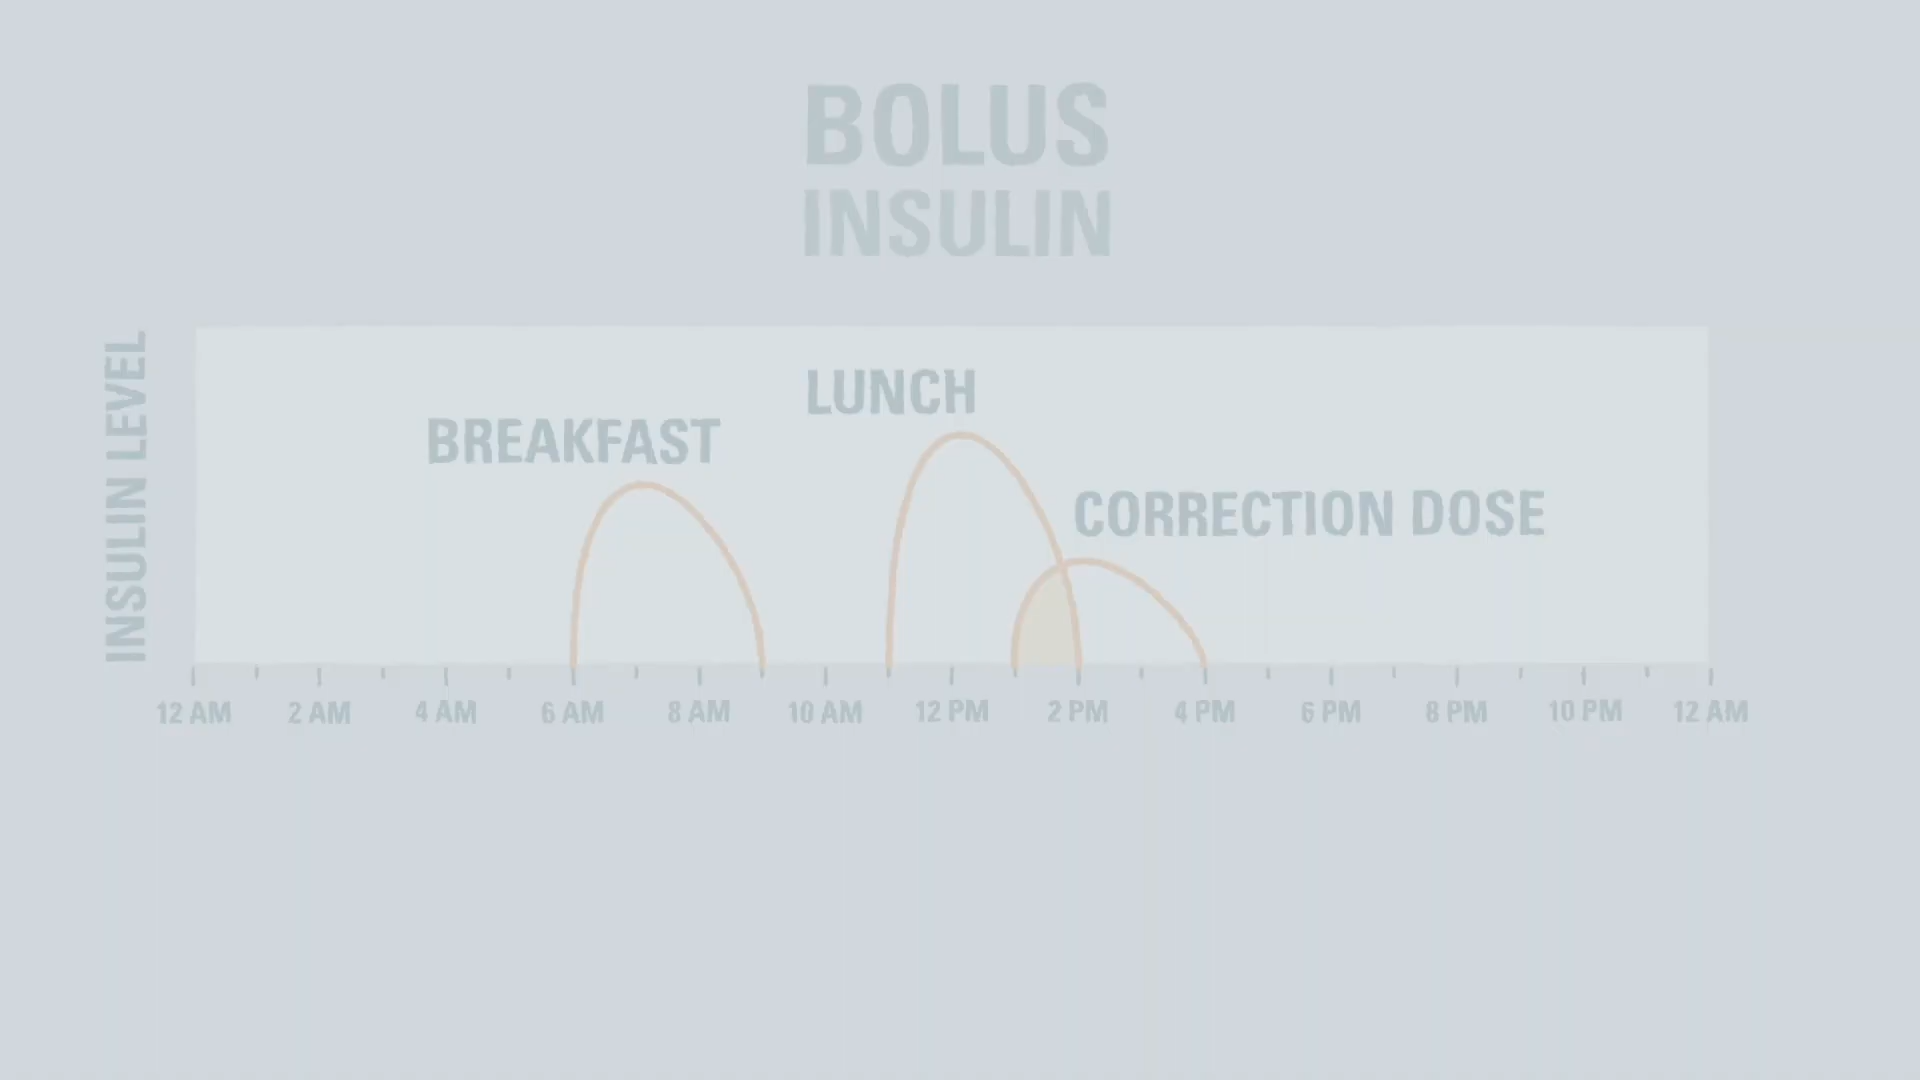 BOLUS
INSULIN
INSULIN LEVEL
LUNCH
BREAKFAST
CORRECTION DOSE
12 AM 2 AM 4 AM 6 AM 8 AM 10 AM 12 PM 2 PM 4 PM 6 PM 8 PM 10 PM 12 AM